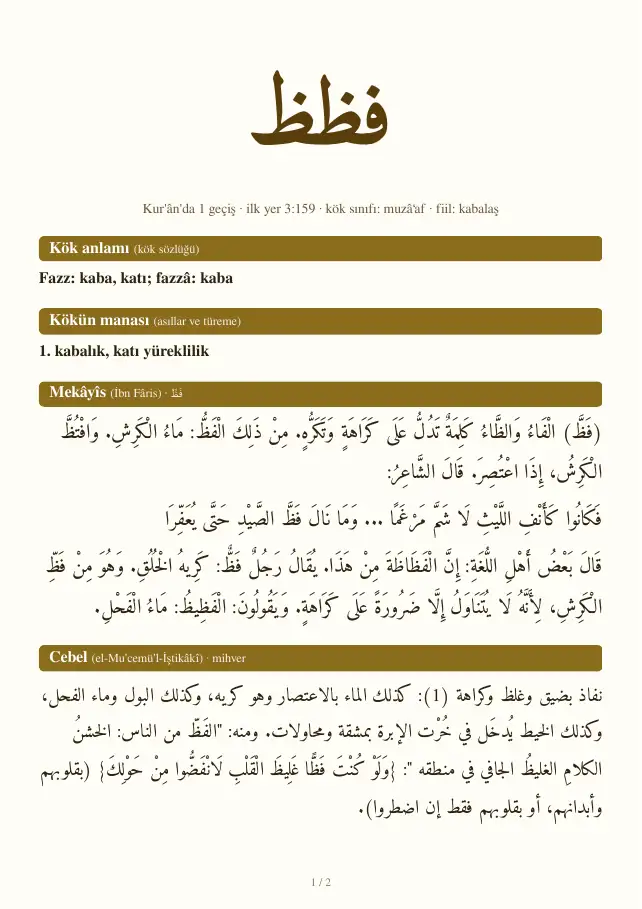 فظظ
Kur'ân'da 1 geçiş · ilk yer 3:159 · kök sınıfı: muzâ'af · fiil: kabalaş
Kök anlamı (kök sözlüğü)
Fazz: kaba, katı; fazzâ: kaba
Kökün manası (asıllar ve türeme)
1. kabalık, katı yüreklilik
Mekâyîs (İbn Fâris) · فَظَّ
(فَظَّ) الْفَاءُ وَالظَّاءُ كَلِمَةٌ تَدُلُّ عَلَى كَرَاهَةٍ وَتَكَرُّهٍ. مِنْ ذَلِكَ الْفَظُّ: مَاءُ الْكَرِشِ. وَافْتُظَّ
الْكَرِشُ، إِذَا اعْتُصِرَ. قَالَ الشَّاعِرُ:
فَكَانُوا كَأَنْفِ اللَّيْثِ لَا شَمَّ مَرْغَمًا ... وَمَا نَالَ فَظَّ الصَّيْدِ حَتَّى يُعَفِّرَا
قَالَ بَعْضُ أَهْلِ اللُّغَةِ: إِنَّ الْفَظَاظَةَ مِنْ هَذَا. يُقَالُ رَجُلٌ فَظٌّ: كَرِيهُ الْخُلُقِ. وَهُوَ مِنْ فَظِّ
الْكَرِشِ، لِأَنَّهُ لَا يُتَنَاوَلُ إِلَّا ضَرُورَةً عَلَى كَرَاهَةٍ. وَيَقُولُونَ: الْفَظِيظُ: مَاءُ الْفَحْلِ.
Cebel (el-Mu'cemü'l-İştikâkî) · mihver
نفاذ بضيق وغلظ وكراهة (1): كذلك الماء بالاعتصار وهو كريه، وكذلك البول وماء الفحل،
وكذلك الخيط يُدخَل في خُرْت الإبرة بمشقة ومحاولات. ومنه: "الفَظّ من الناس: الخشنُ
الكلامِ الغليظُ الجافي في منطقه ": {وَلَوْ كُنْتَ فَظًّا غَلِيظَ الْقَلْبِ لَانْفَضُّوا مِنْ حَوْلِكَ} (بقلوبهم
وأبدانهم، أو بقلوبهم فقط إن اضطروا).
1 / 2